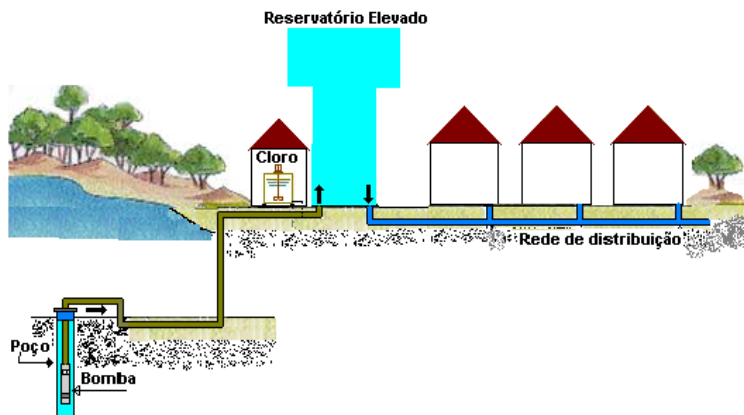 Reservatório Elevado
Cloro
Rede de distribuição
Poço
Bomba